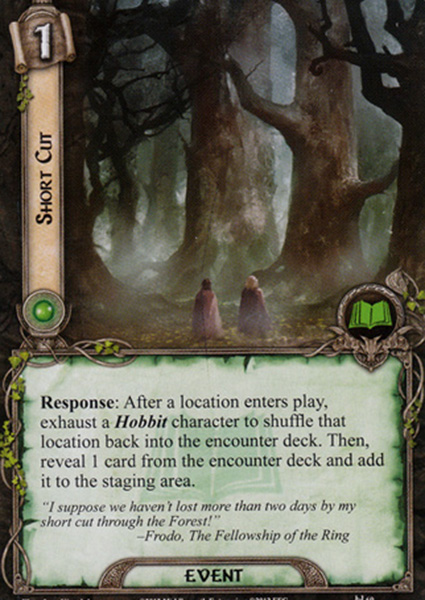 1
Short Cut
Response: After a location enters play,
exhaust a Hobbit character to shuffle that
location back into the encounter deck. Then,
reveal 1 card from the encounter deck and add
it to the staging area.
“I suppose we haven’t lost more than two days by my
short cut through the Forest!”
–Frodo, The Fellowship of the Ring
EVENT